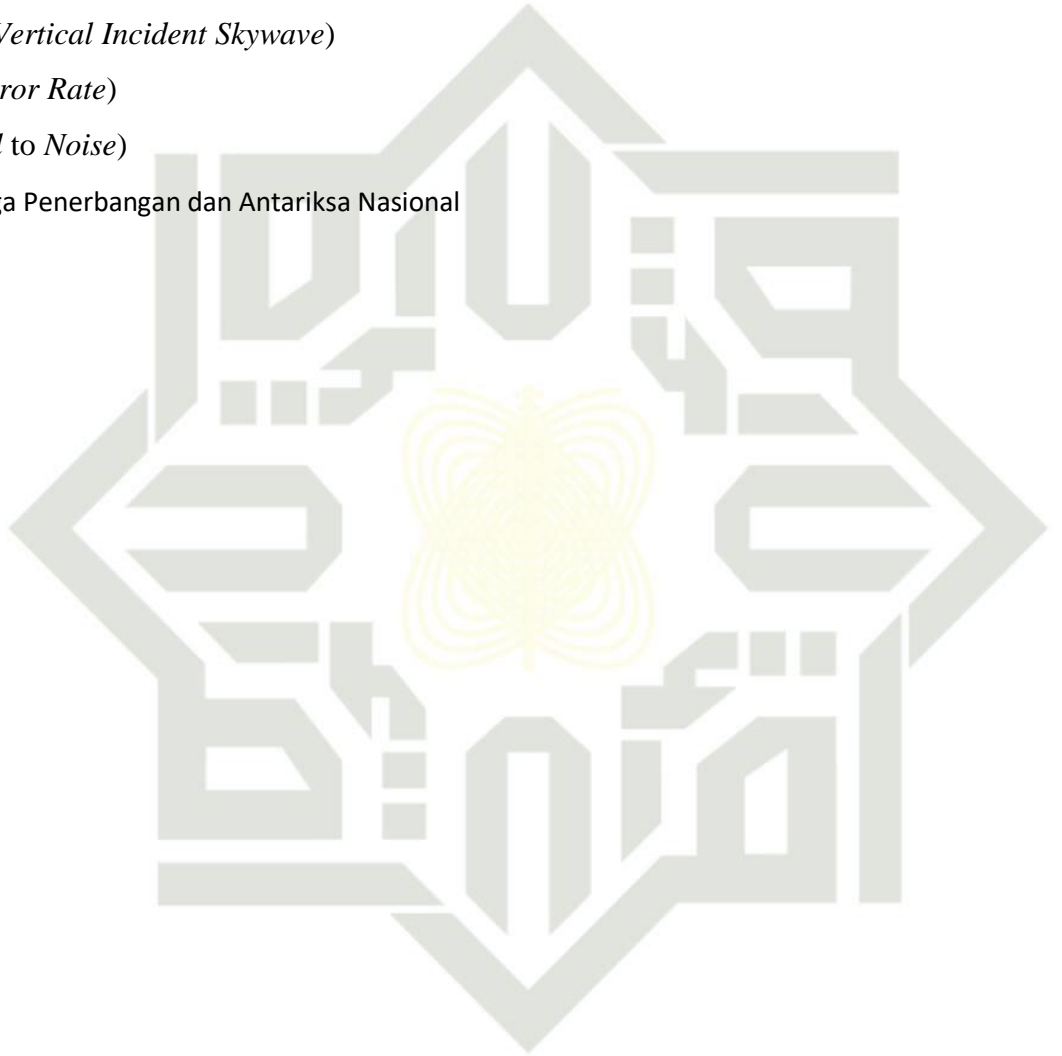 Vertical Incident Skywave)
ror Rate)
to Noise)
ga Penerbangan dan Antariksa Nasional